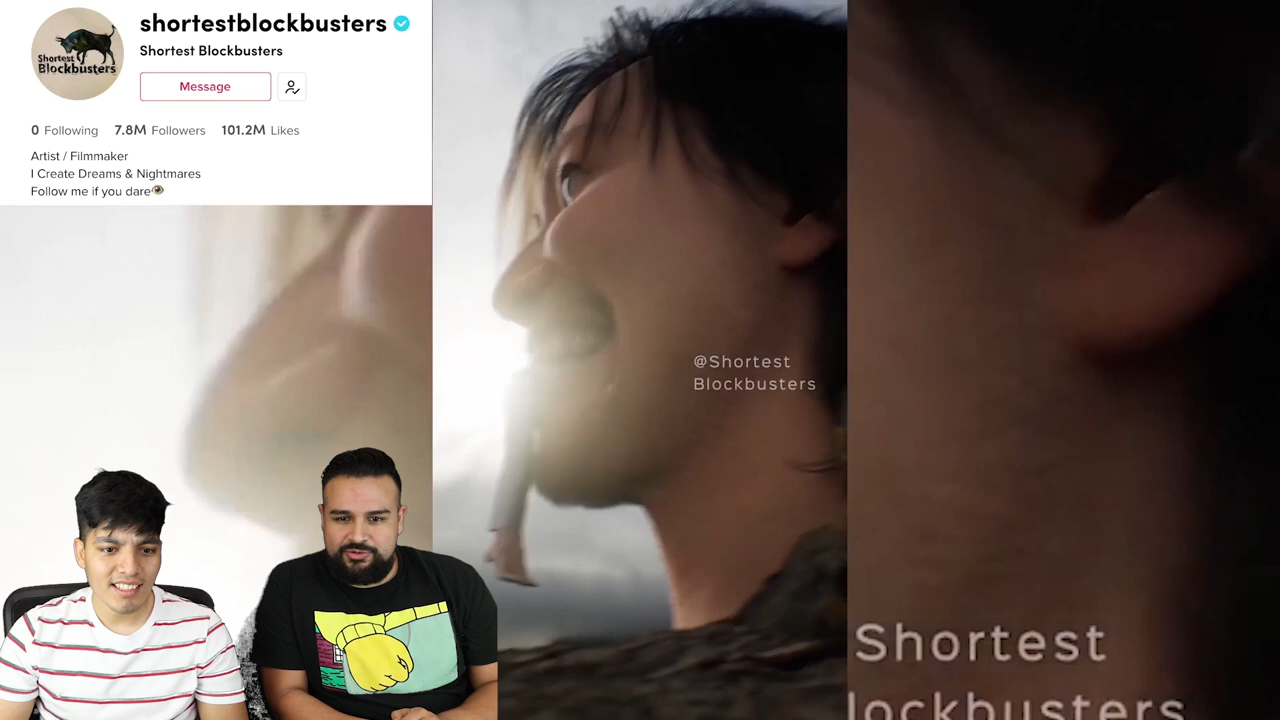 Shortest
Blockbusters
shortestblockbusters
Shortest Blockbusters
Message
0 Following 7.8M Followers 101.2M Likes
Artist / Filmmaker
I Create Dreams & Nightmares
Follow me if you dare👁
@Shortest
Blockbusters
Shortest
lockbusters